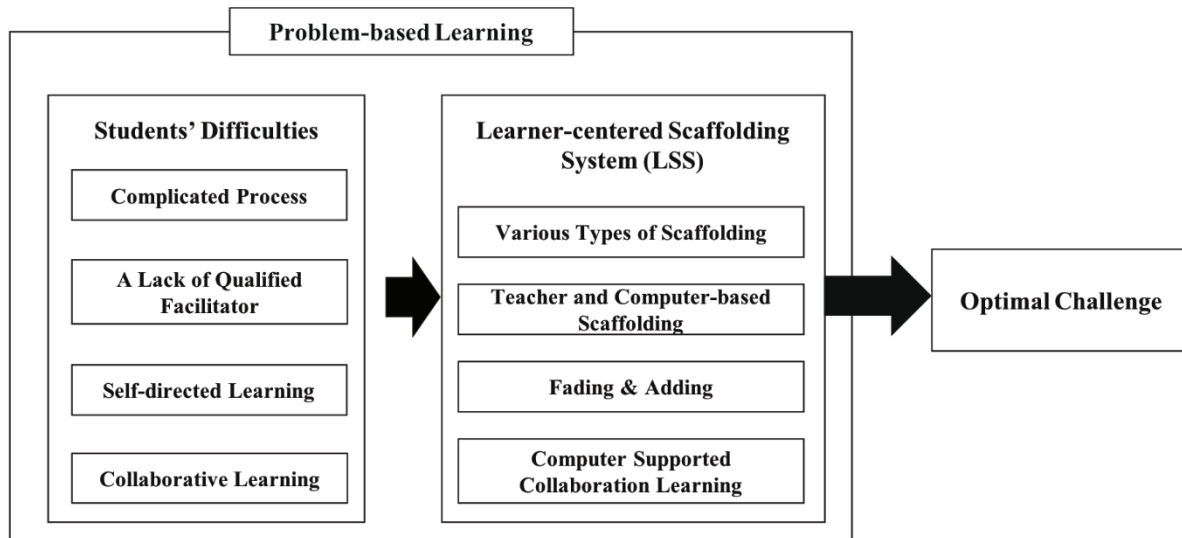 Problem-based Learning
Students’ Difficulties
Complicated Process
A Lack of Qualified
Facilitator
Self-directed Learning
Collaborative Learning
Learner-centered Scaffolding
System (LSS)
Various Types of Scaffolding
Teacher and Computer-based
Scaffolding
Fading & Adding
Computer Supported
Collaboration Learning
Optimal Challenge